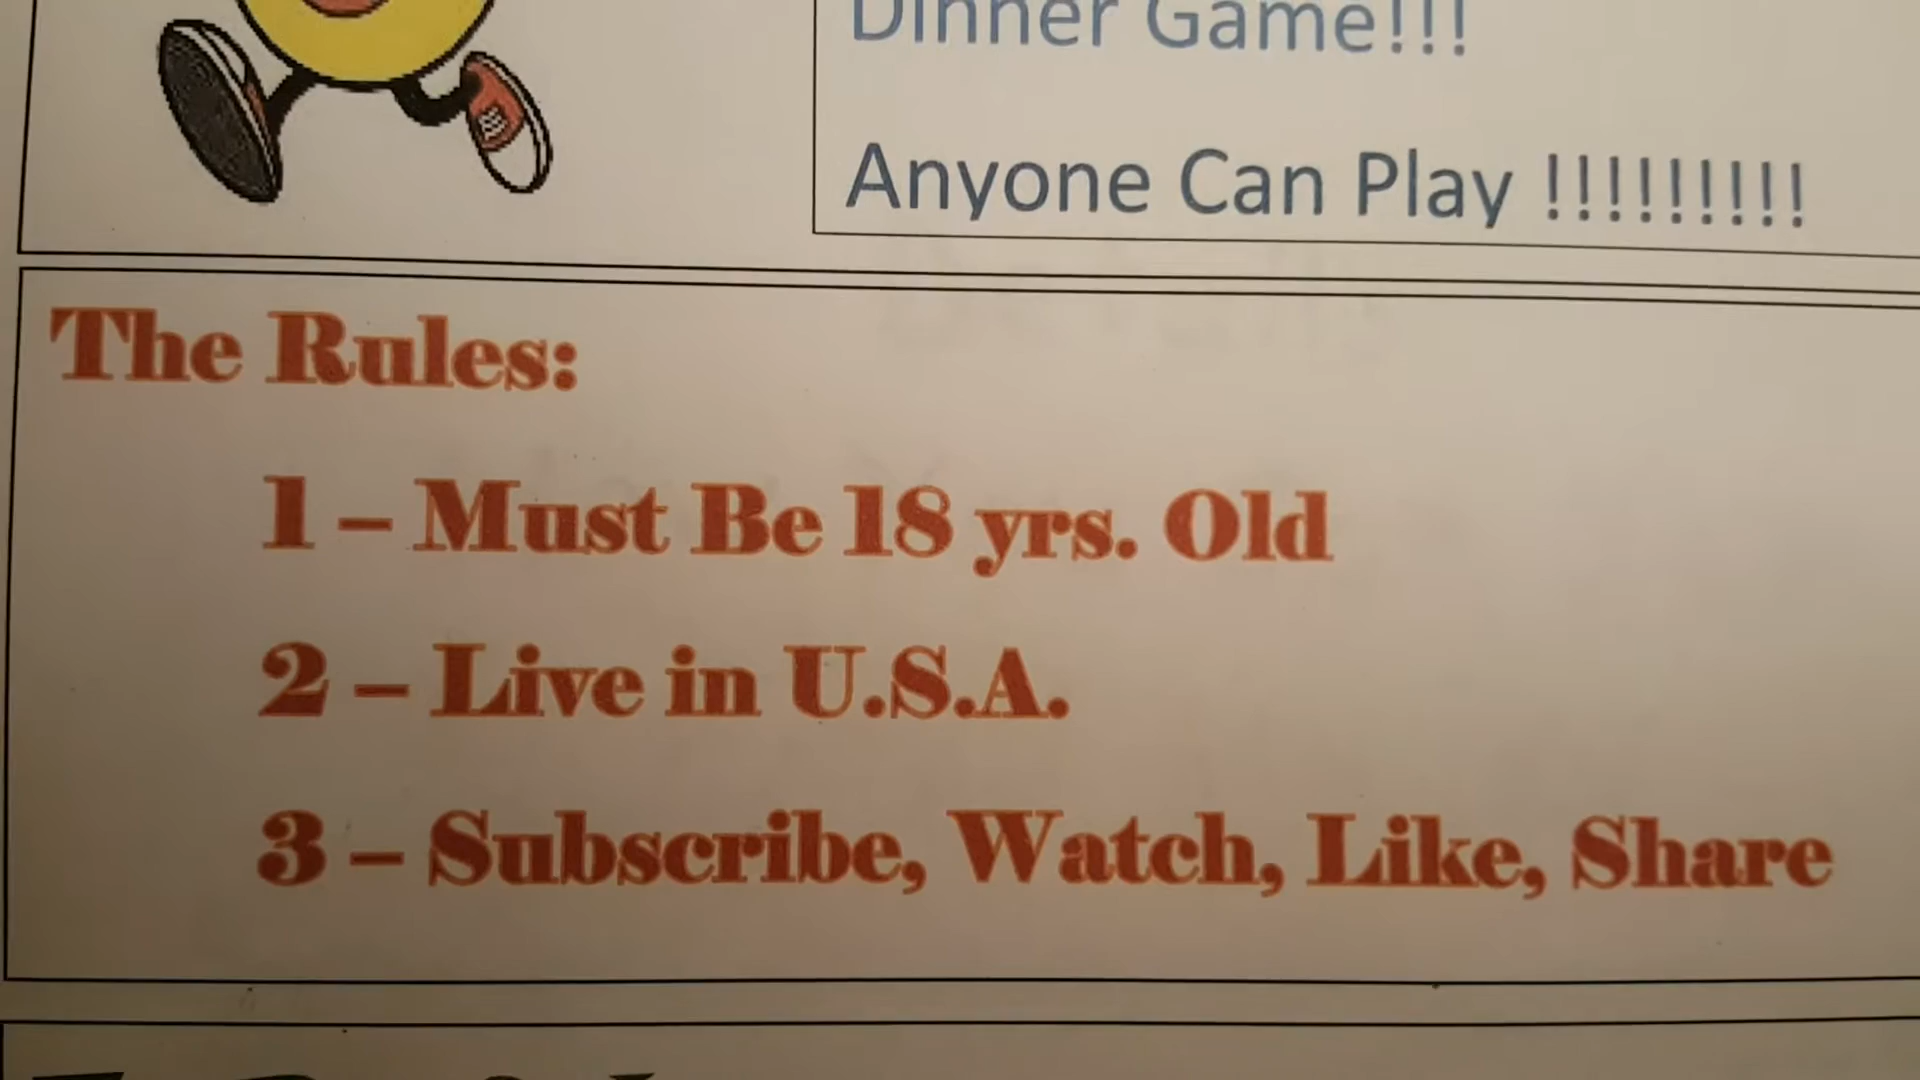 Dinner Game!!!
Anyone Can Play !!!!!!!!!
The Rules:
1 – Must Be 18 yrs. Old
2 – Live in U.S.A.
3 – Subscribe, Watch, Like, Share